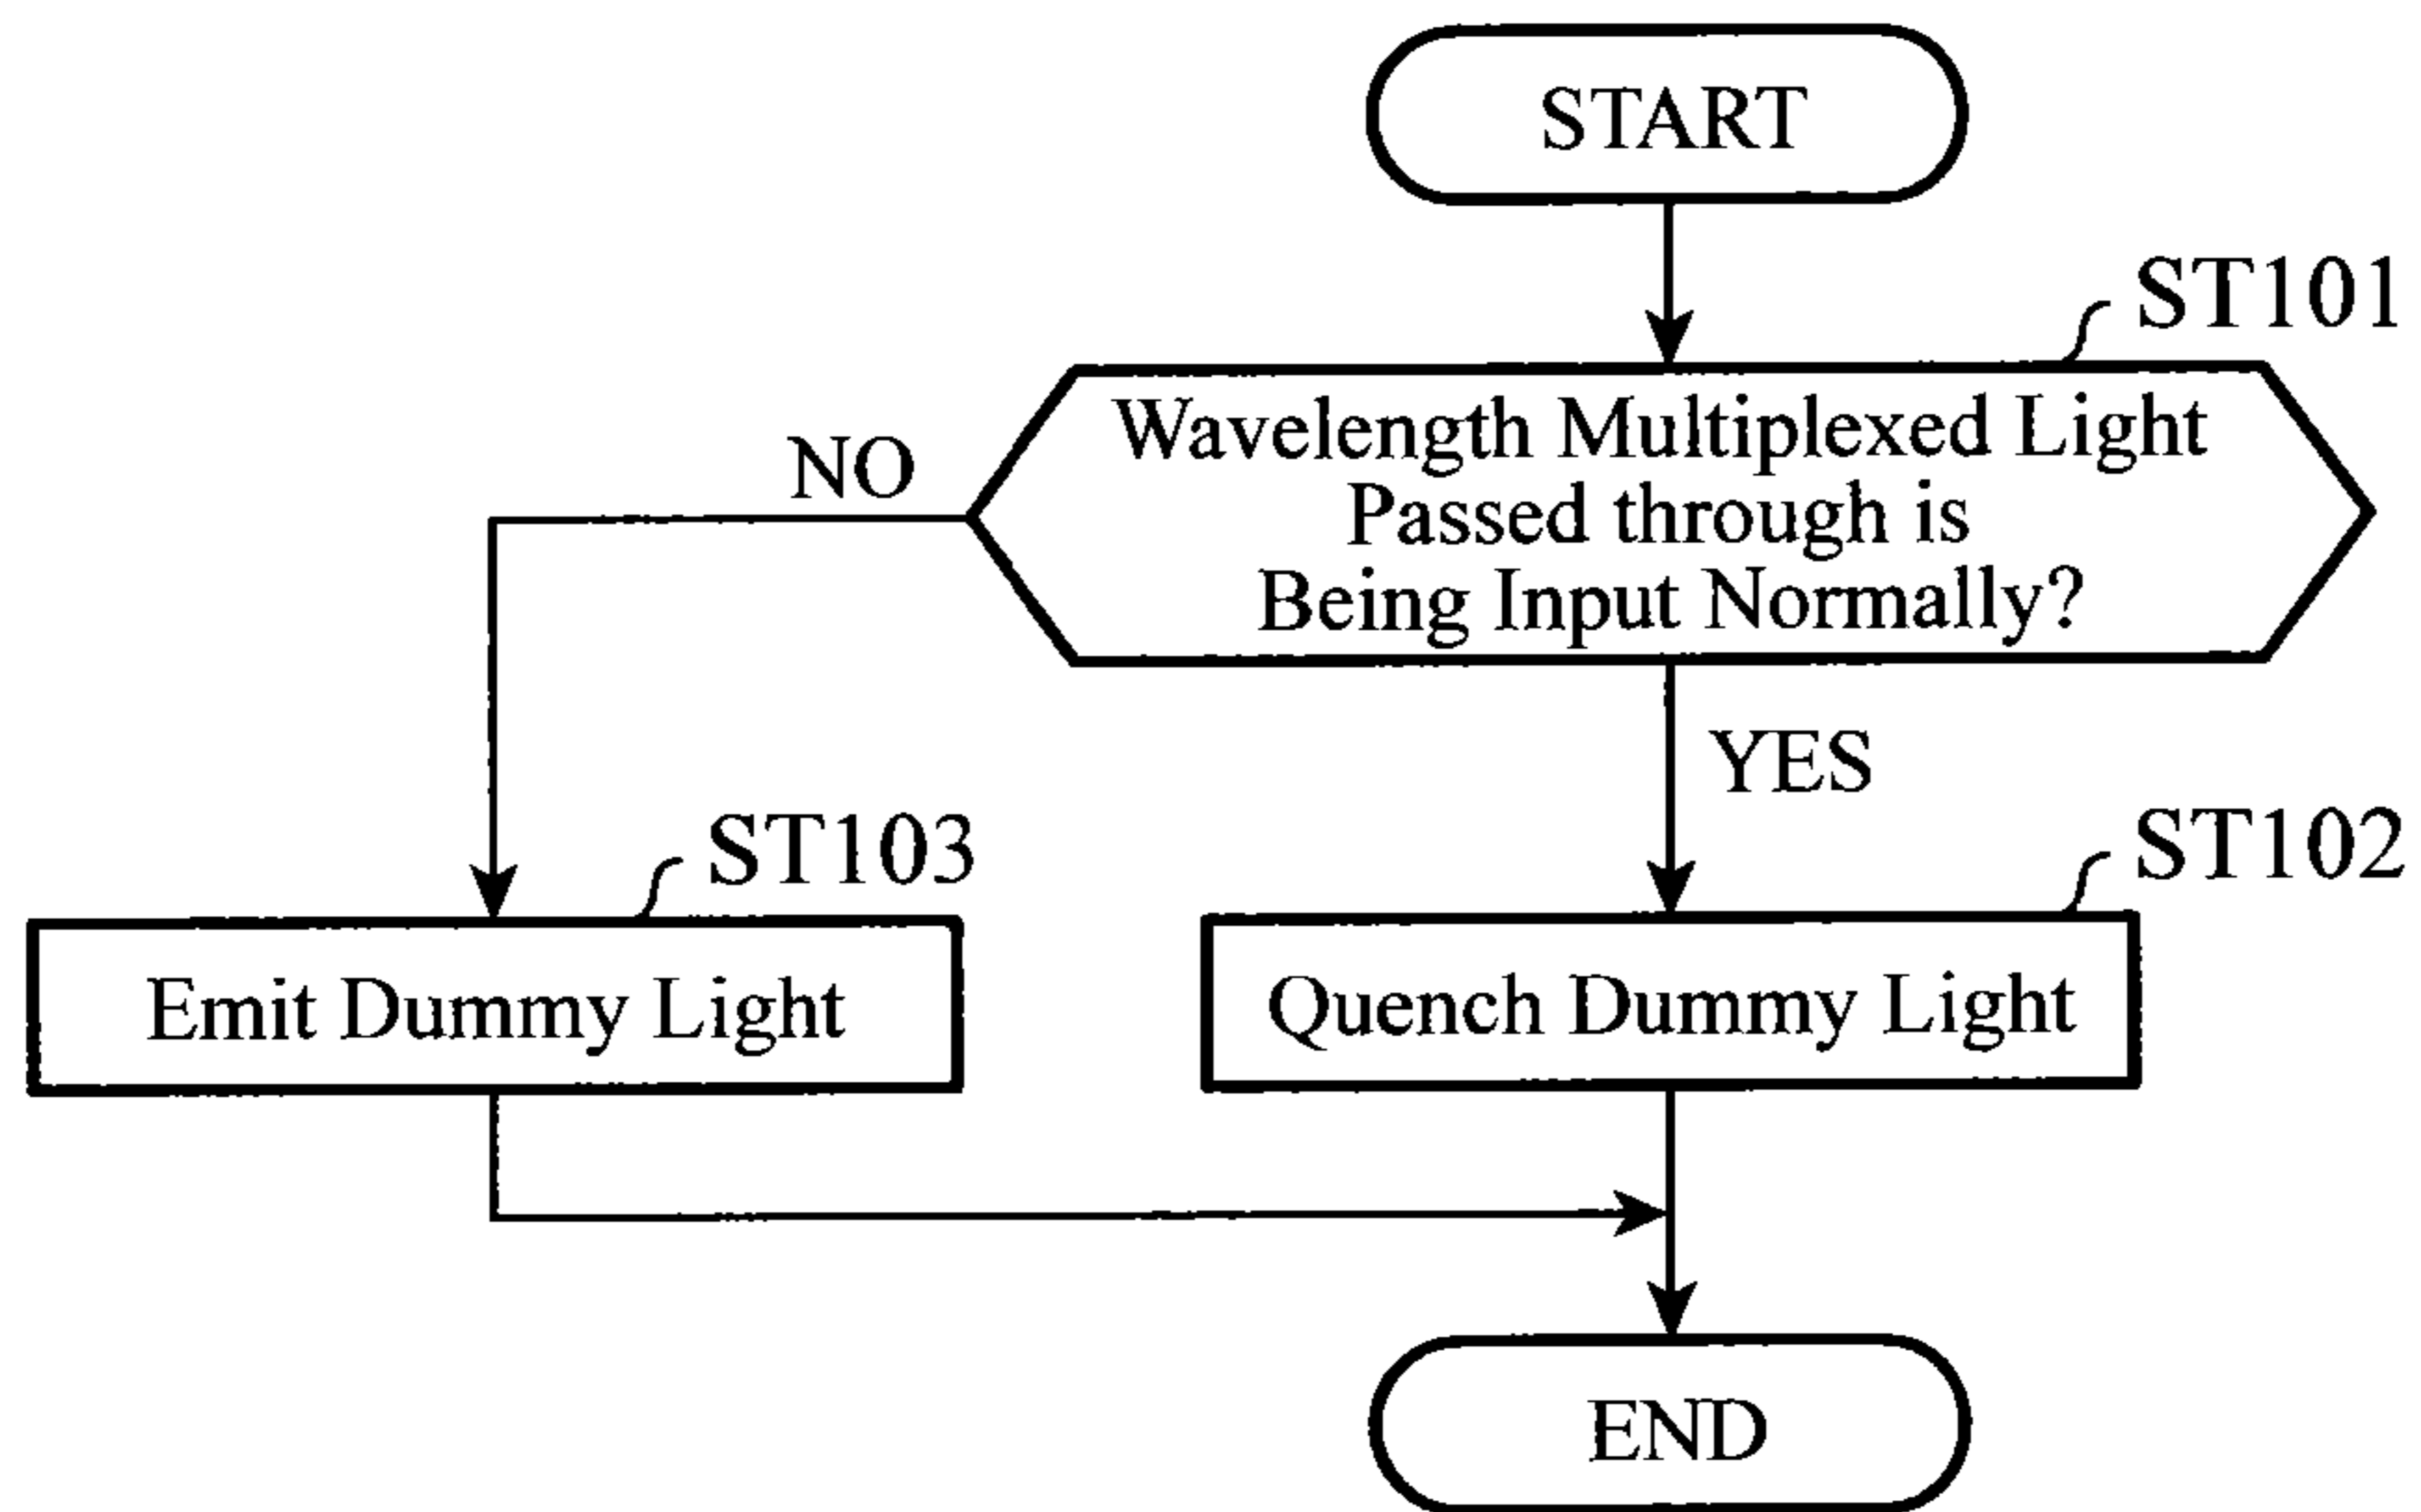 START
ST101
Wavelength Multiplexed Light
Passed through is
Being Input Normally?
NO
YES
ST103
ST102
Emit Dummy Light
Quench Dummy Light
END